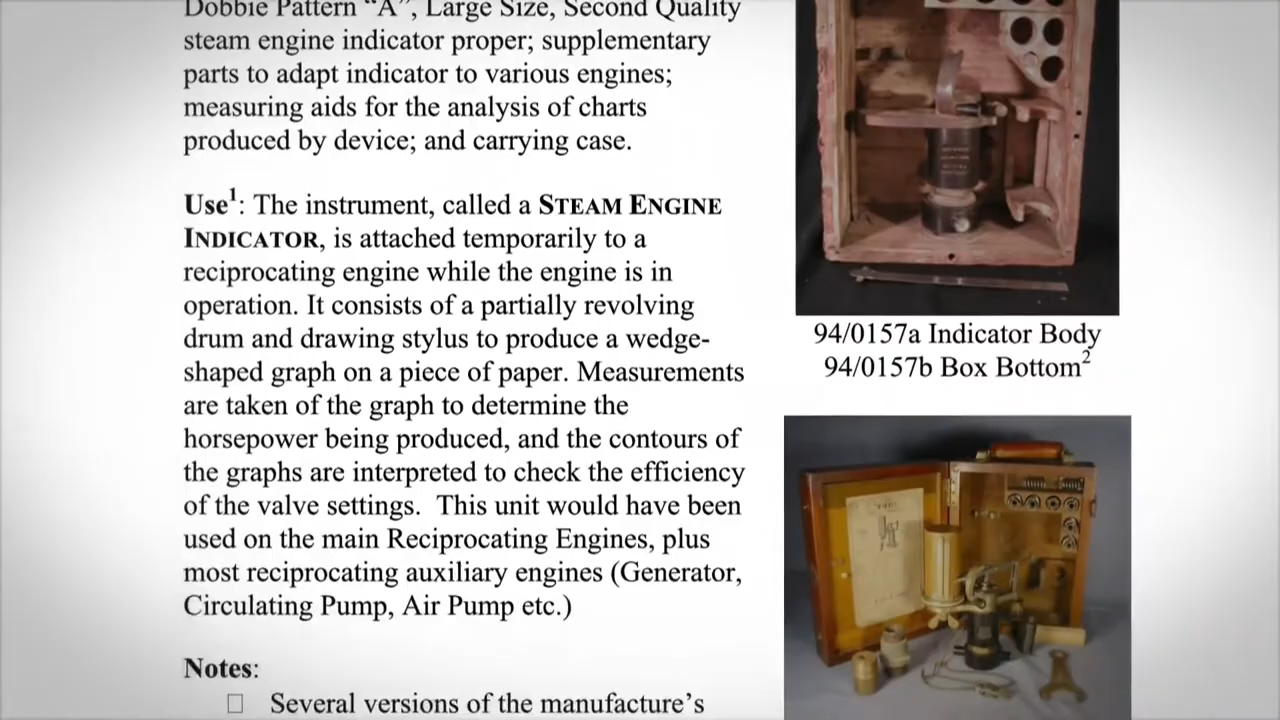 Dobbie Pattern “A”, Large Size, Second Quality
steam engine indicator proper; supplementary
parts to adapt indicator to various engines;
measuring aids for the analysis of charts
produced by device; and carrying case.
Use1: The instrument, called a STEAM ENGINE
INDICATOR, is attached temporarily to a
reciprocating engine while the engine is in
operation. It consists of a partially revolving
drum and drawing stylus to produce a wedge-
shaped graph on a piece of paper. Measurements
are taken of the graph to determine the
horsepower being produced, and the contours of
the graphs are interpreted to check the efficiency
of the valve settings.  This unit would have been
used on the main Reciprocating Engines, plus
most reciprocating auxiliary engines (Generator,
Circulating Pump, Air Pump etc.)
Notes:
Several versions of the manufacture’s
94/0157a Indicator Body
94/0157b Box Bottom2